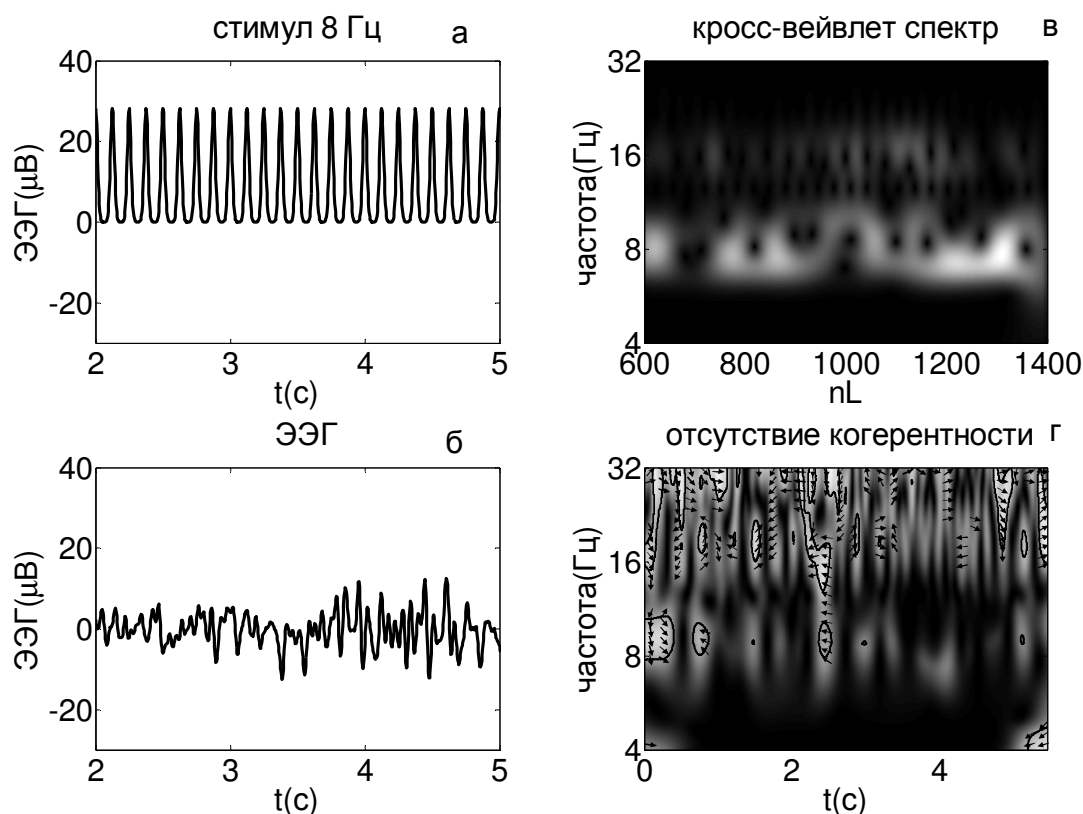 стимул 8 Гц
а
40
20
0
-20
ЭЭГ(μВ)
2 3 4 5
t(с)
кросс-вейвлет спектр
в
32
16
8
4
частота(Гц)
600 800 1000 1200 1400
nL
ЭЭГ
б
40
20
0
-20
ЭЭГ(μВ)
2 3 4 5
t(с)
отсутствие когерентности
г
32
16
8
4
частота(Гц)
0 2 4
t(с)